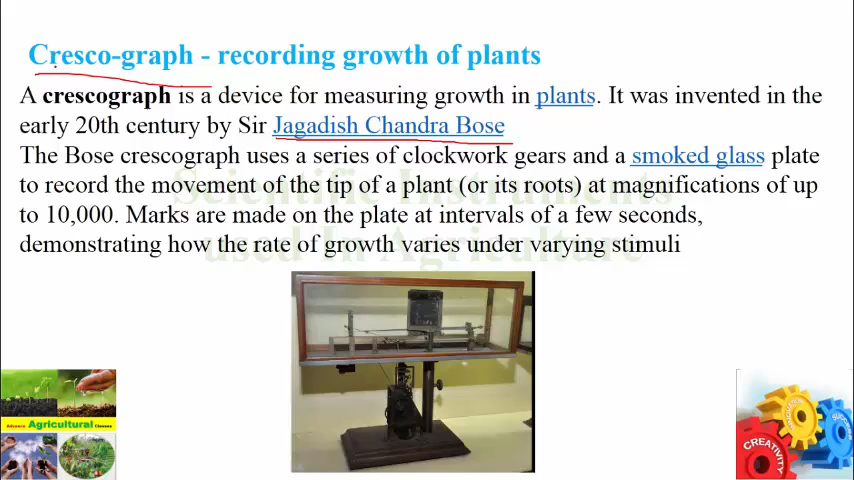 Cresco-graph - recording growth of plants
A crescograph is a device for measuring growth in plants. It was invented in the
early 20th century by Sir Jagadish Chandra Bose
The Bose crescograph uses a series of clockwork gears and a smoked glass plate
to record the movement of the tip of a plant (or its roots) at magnifications of up
to 10,000. Marks are made on the plate at intervals of a few seconds,
demonstrating how the rate of growth varies under varying stimuli
Scientific Instruments
used In Agriculture
Advance Agricultural Classes
INNOVATION
SUCCESS
CREATIVITY